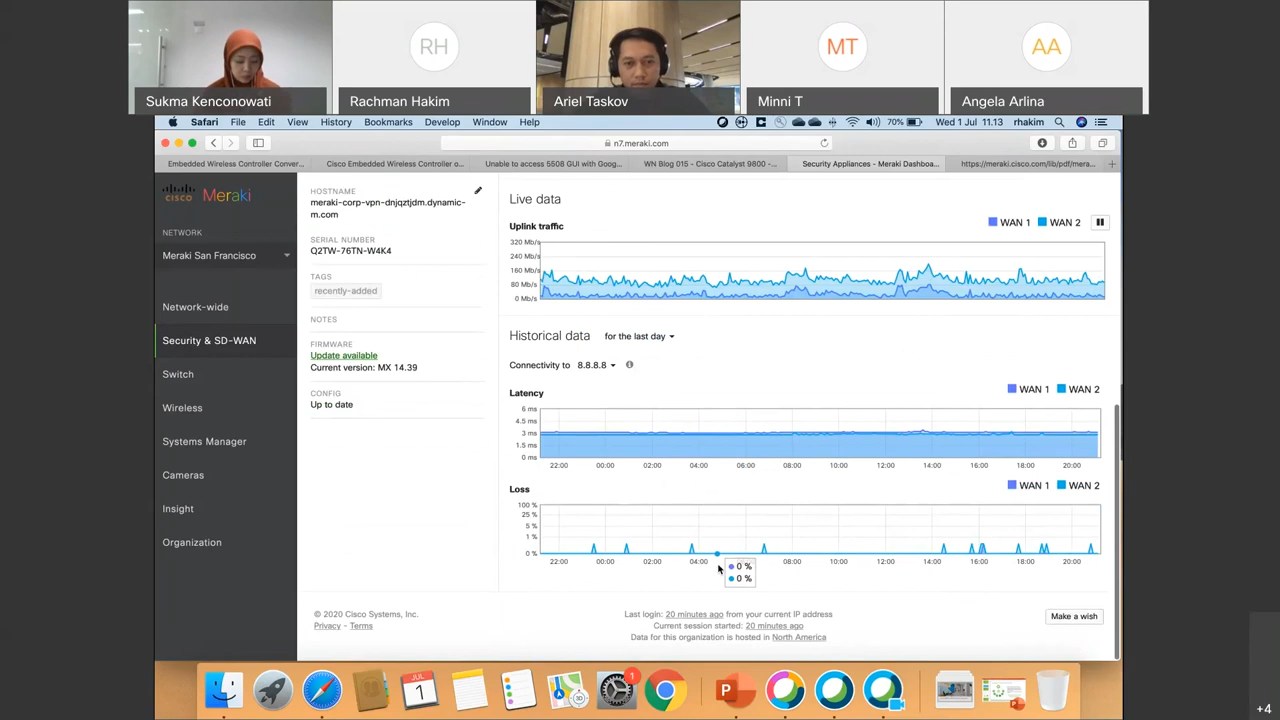 RH
MT
AA
Sukma Kenconowati
Rachman Hakim
Ariel Taskov
Minni T
Angela Arlina
Safari File Edit View History Bookmarks Develop Window Help
70% Wed 1 Jul 11.13 rhakim
n7.meraki.com
Embedded Wireless Controller Conver...
Cisco Embedded Wireless Controller o...
Unable to access 5508 GUI with Goog...
WN Blog 015 – Cisco Catalyst 9800 –...
Security Appliances - Meraki Dashboa...
https://meraki.cisco.com/lib/pdf/mera...
cisco Meraki
NETWORK
Meraki San Francisco
Network-wide
Security & SD-WAN
Switch
Wireless
Systems Manager
Cameras
Insight
Organization
HOSTNAME
meraki-corp-vpn-dnjqztjdm.dynamic-
m.com
SERIAL NUMBER
Q2TW-76TN-W4K4
TAGS
recently-added
NOTES
FIRMWARE
Update available
Current version: MX 14.39
CONFIG
Up to date
Live data
Uplink traffic
WAN 1 WAN 2
320 Mb/s
240 Mb/s
160 Mb/s
80 Mb/s
0 Mb/s
Historical data for the last day
Connectivity to 8.8.8.8
Latency
WAN 1 WAN 2
6 ms
4.5 ms
3 ms
1.5 ms
0 ms
22:00 00:00 02:00 04:00 06:00 08:00 10:00 12:00 14:00 16:00 18:00 20:00
Loss
WAN 1 WAN 2
100 %
25 %
5 %
1 %
0 %
22:00 00:00 02:00 04:00 08:00 10:00 12:00 14:00 16:00 18:00 20:00
0 %
0 %
© 2020 Cisco Systems, Inc.
Privacy - Terms
Last login: 20 minutes ago from your current IP address
Current session started: 20 minutes ago
Data for this organization is hosted in North America
Make a wish
JUL
1
1
+4